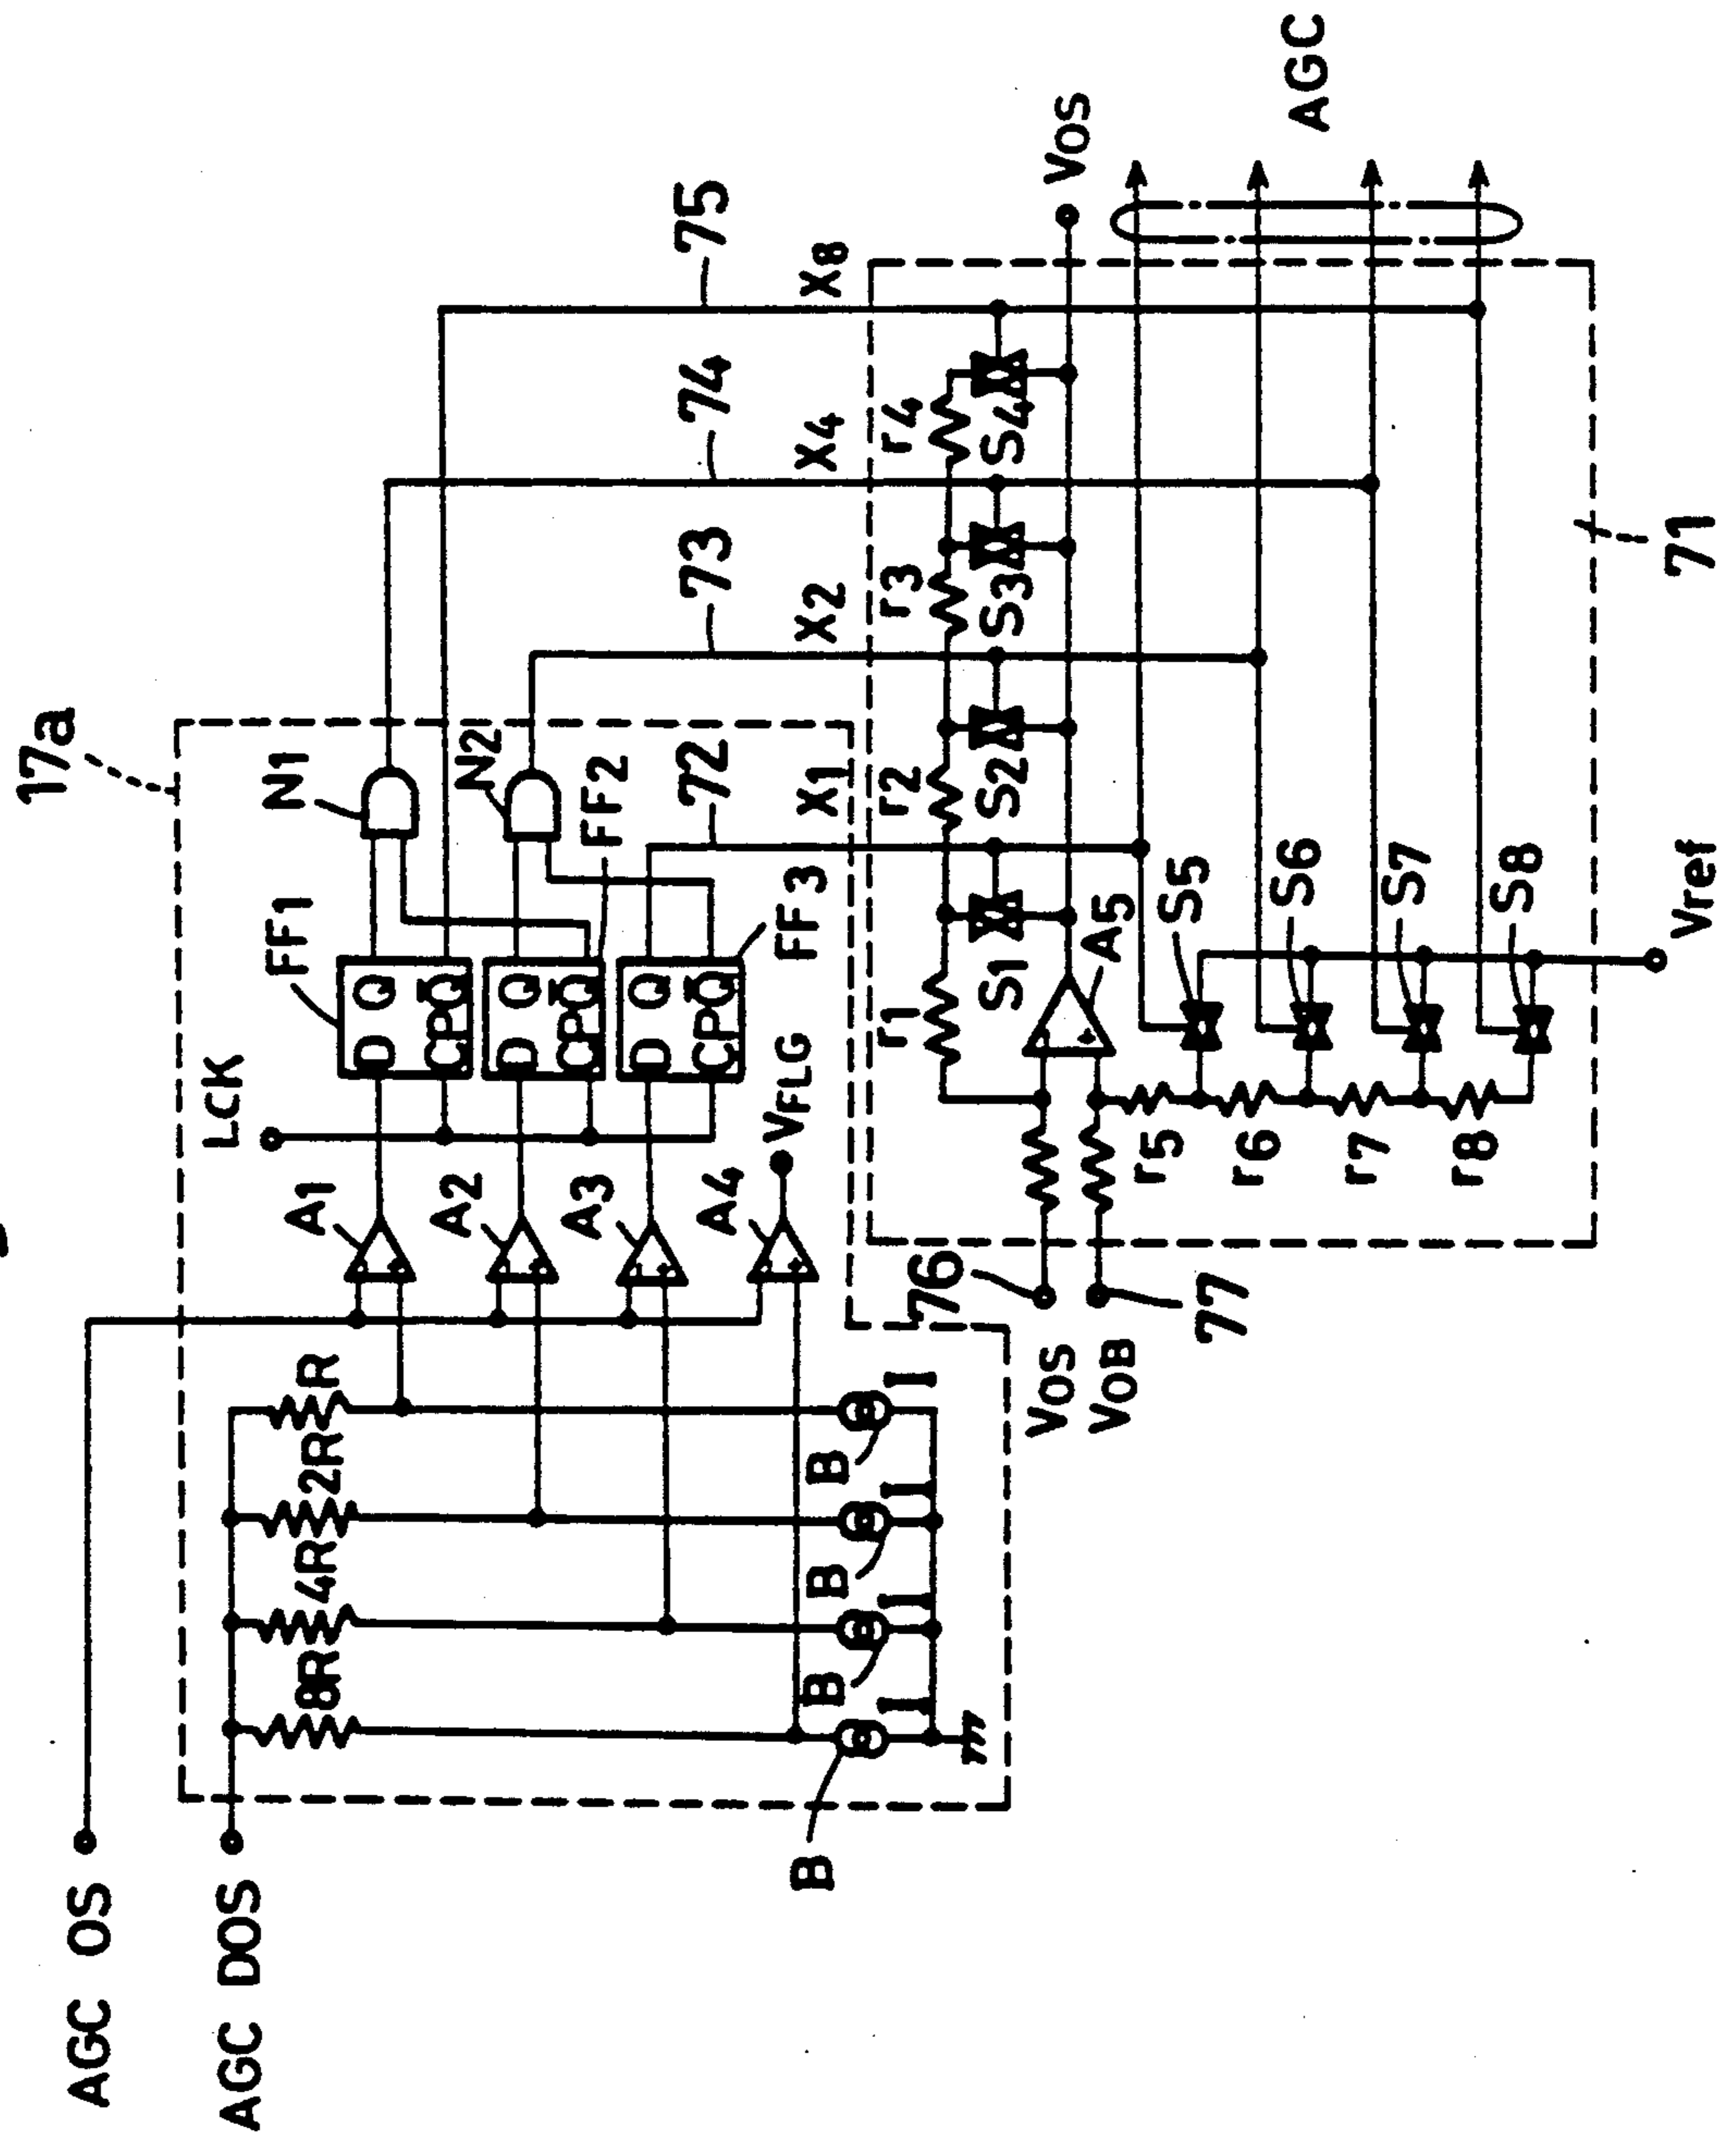 17a
AGC OS
AGC DOS
8R
4R
2R
R
B
B
B
B
I
I
I
I
A1
A2
A3
A4
LCK
VFLG
FF1
D Q
CP Q̅
FF2
D Q
CP Q̅
FF3
D Q
CP Q̅
N1
N2
72
73
74
75
X1
X2
X4
X8
r1
r2
r3
r4
S1
S2
S3
S4
A5
VOS
AGC
76
77
VOS
VOB
r5
r6
r7
r8
S5
S6
S7
S8
Vref
71